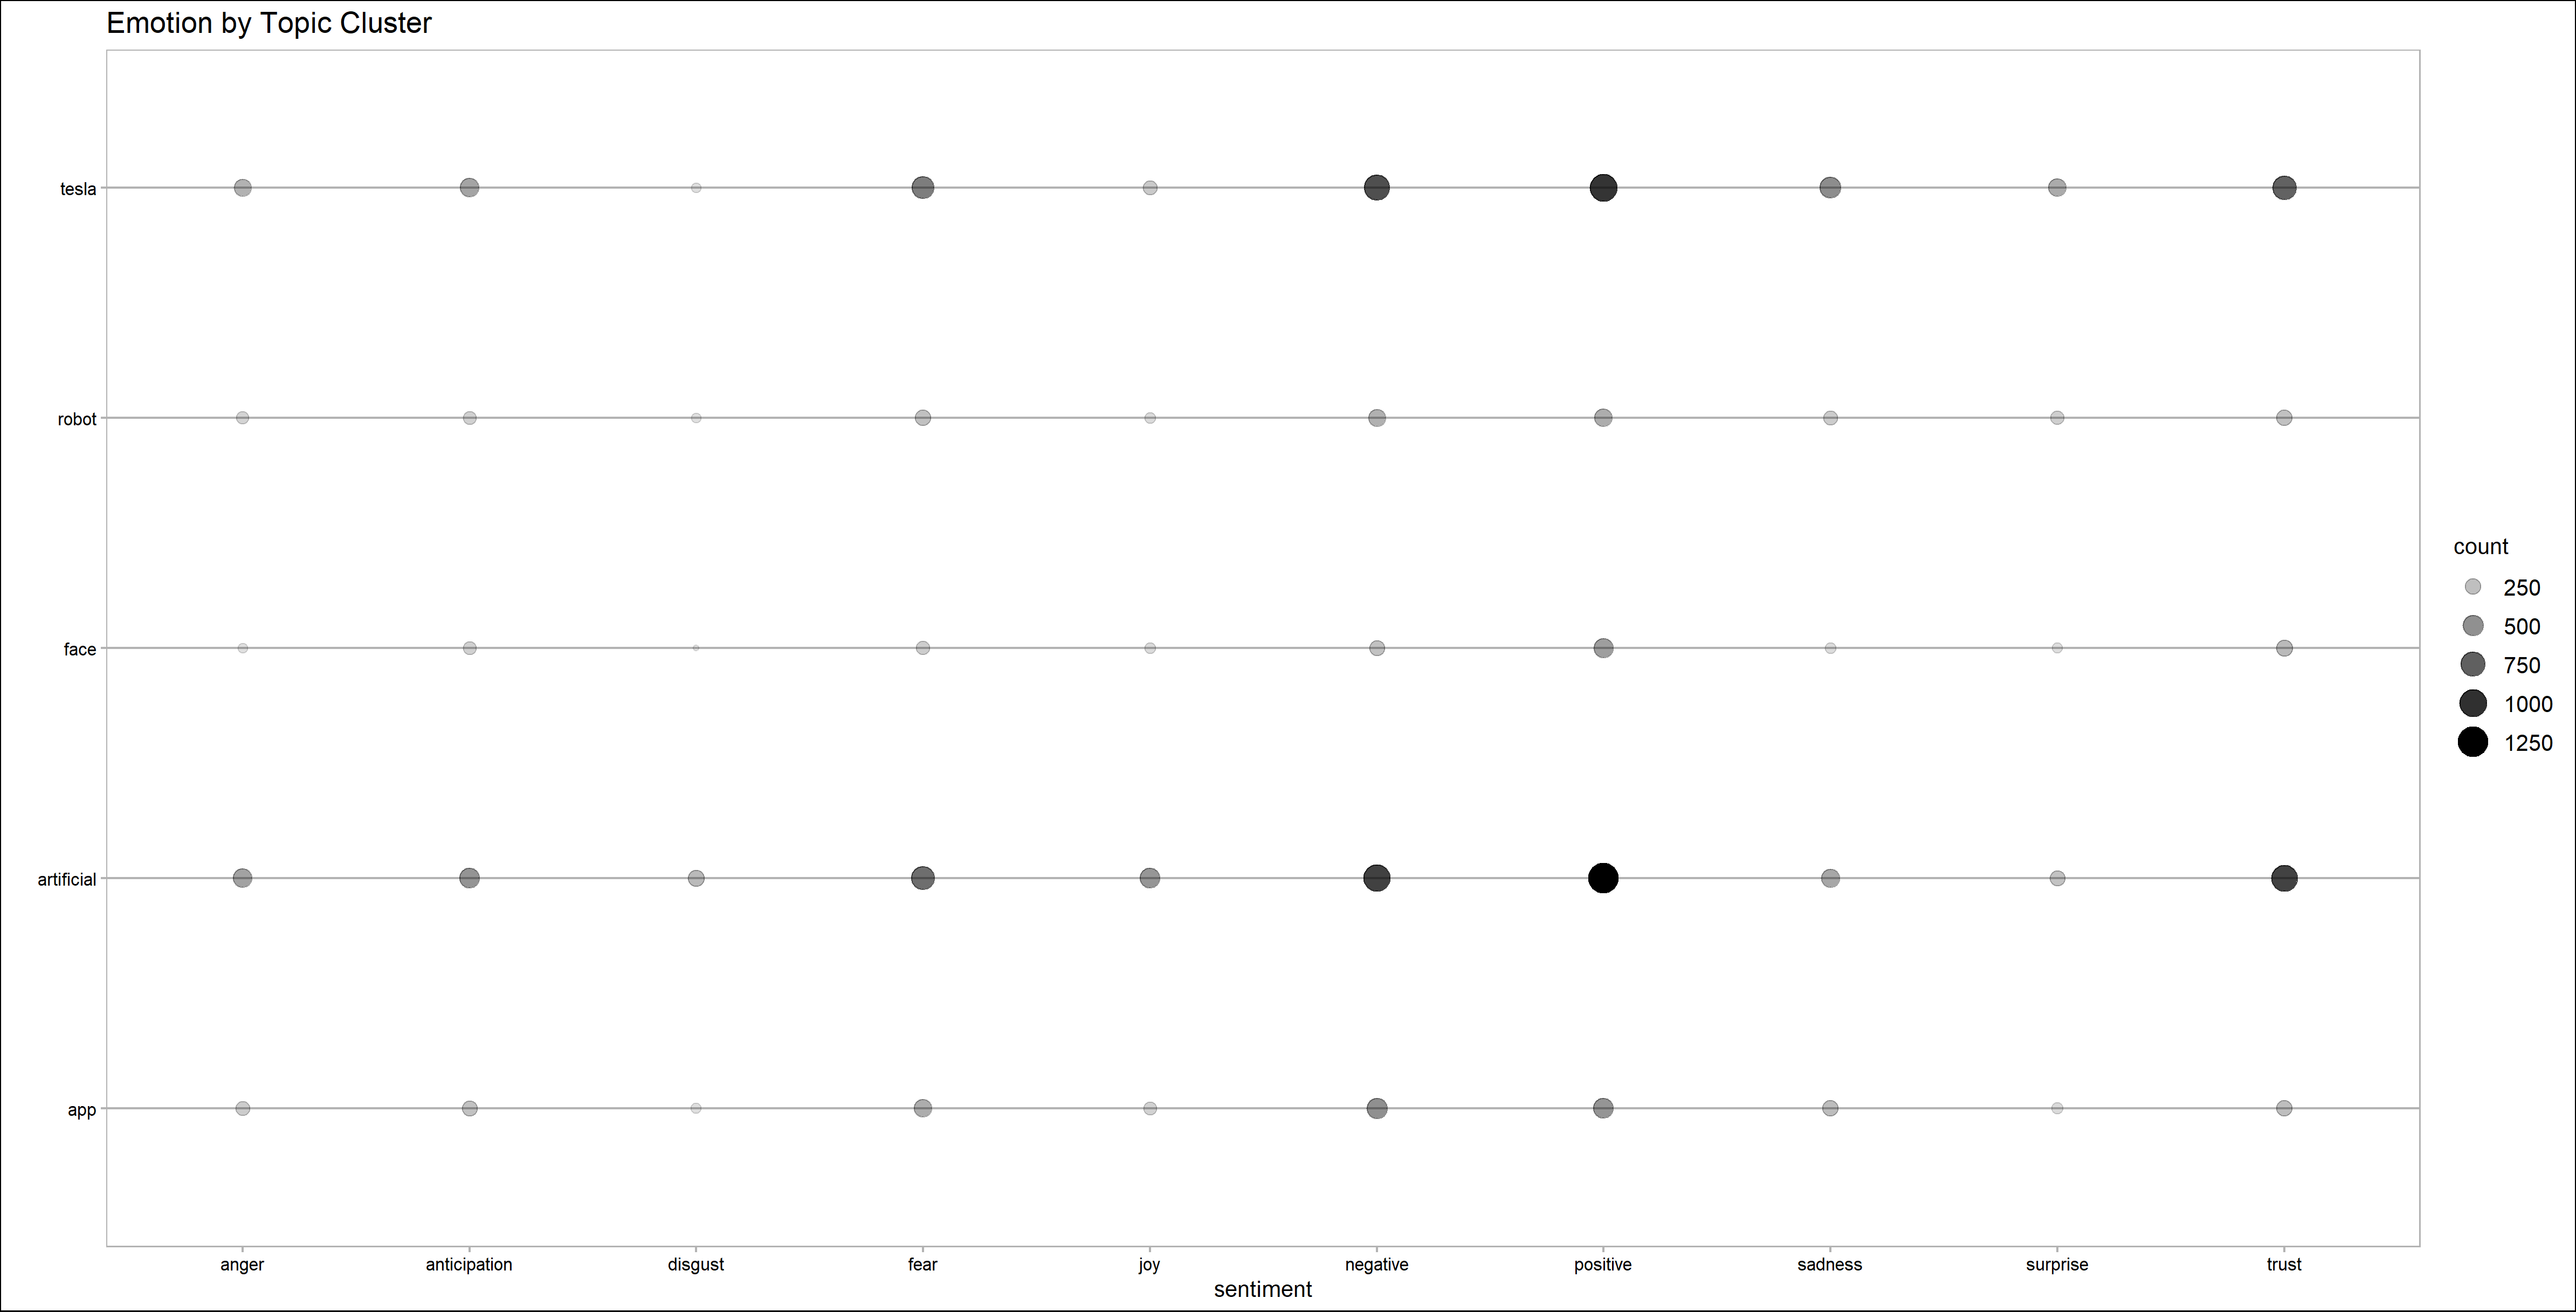 Emotion by Topic Cluster
tesla
robot
face
artificial
app
anger anticipation disgust fear joy negative positive sadness surprise trust
sentiment
count
250
500
750
1000
1250